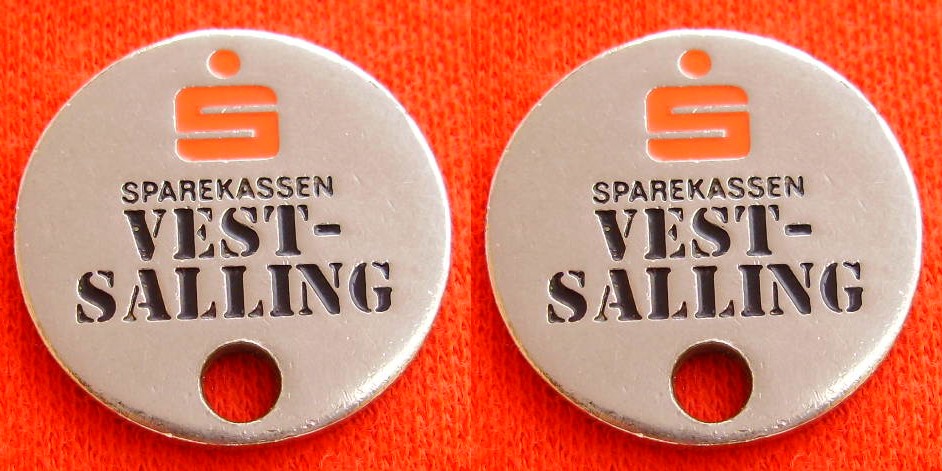 S
SPAREKASSEN
VEST-
SALLING
S
SPAREKASSEN
VEST-
SALLING